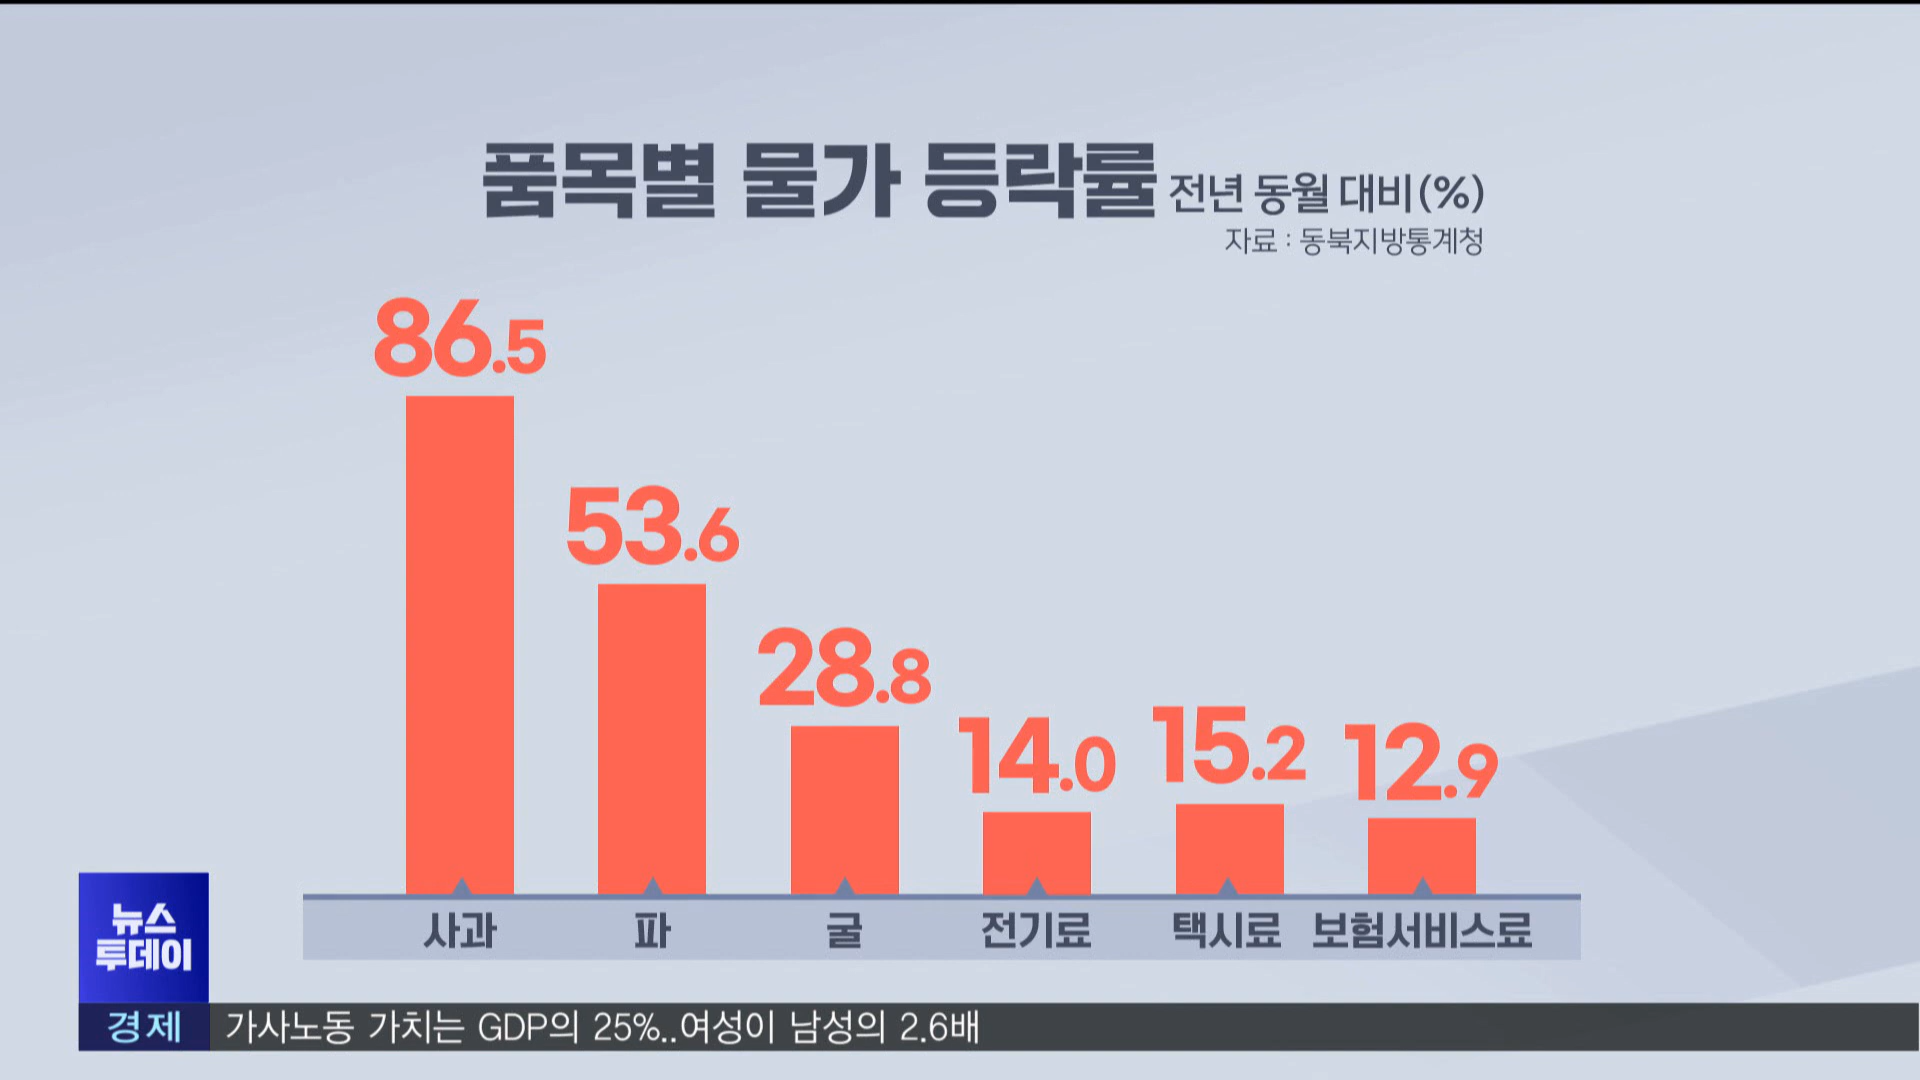 품목별 물가 등락률 전년 동월 대비(%)
자료 : 동북지방통계청
86.5
53.6
28.8
14.0
15.2
12.9
사과
파
굴
전기료
택시료
보험서비스료
뉴스
투데이
경제
가사노동 가치는 GDP의 25%..여성이 남성의 2.6배